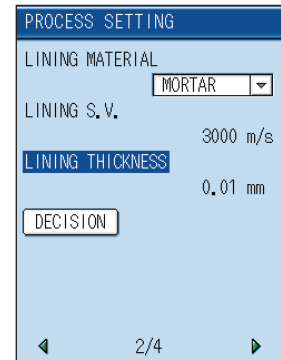 PROCESS SETTING
LINING MATERIAL
MORTAR
LINING S.V.
3000 m/s
LINING THICKNESS
0.01 mm
DECISION
2/4